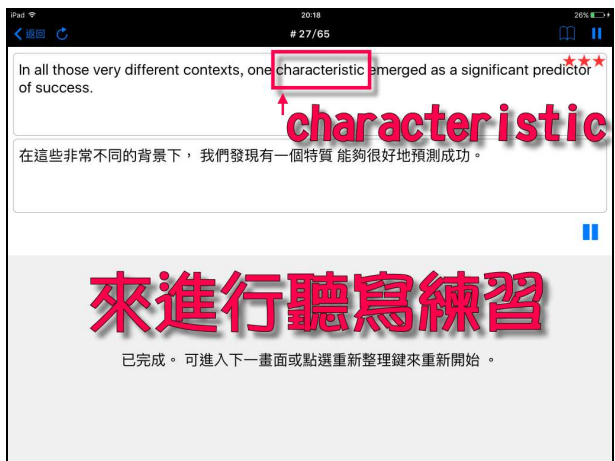 iPad 20:18 26%
返回 # 27/65
In all those very different contexts, one characteristic emerged as a significant predictor
of success.
characteristic
在這些非常不同的背景下， 我們發現有一個特質 能夠很好地預測成功。
來進行聽寫練習
已完成。 可進入下一畫面或點選重新整理鍵來重新開始 。